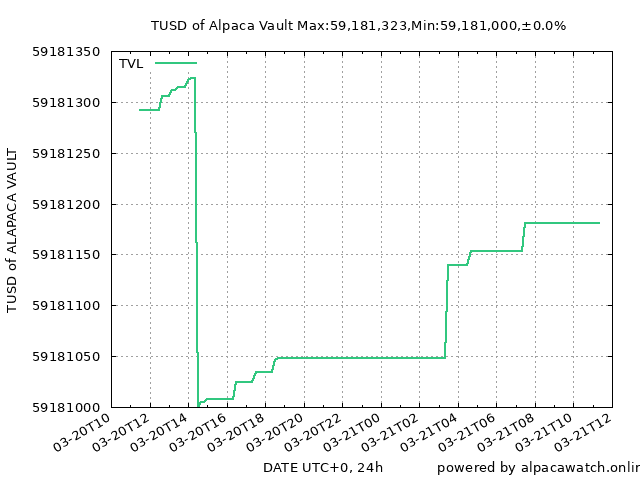 TUSD of Alpaca Vault Max:59,181,323,Min:59,181,000,±0.0%
TUSD of ALAPACA VAULT
59181350
59181300
59181250
59181200
59181150
59181100
59181050
59181000
TVL
03-20T10
03-20T12
03-20T14
03-20T16
03-20T18
03-20T20
03-20T22
03-21T00
03-21T02
03-21T04
03-21T06
03-21T08
03-21T10
03-21T12
DATE UTC+0, 24h
powered by alpacawatch.onlin